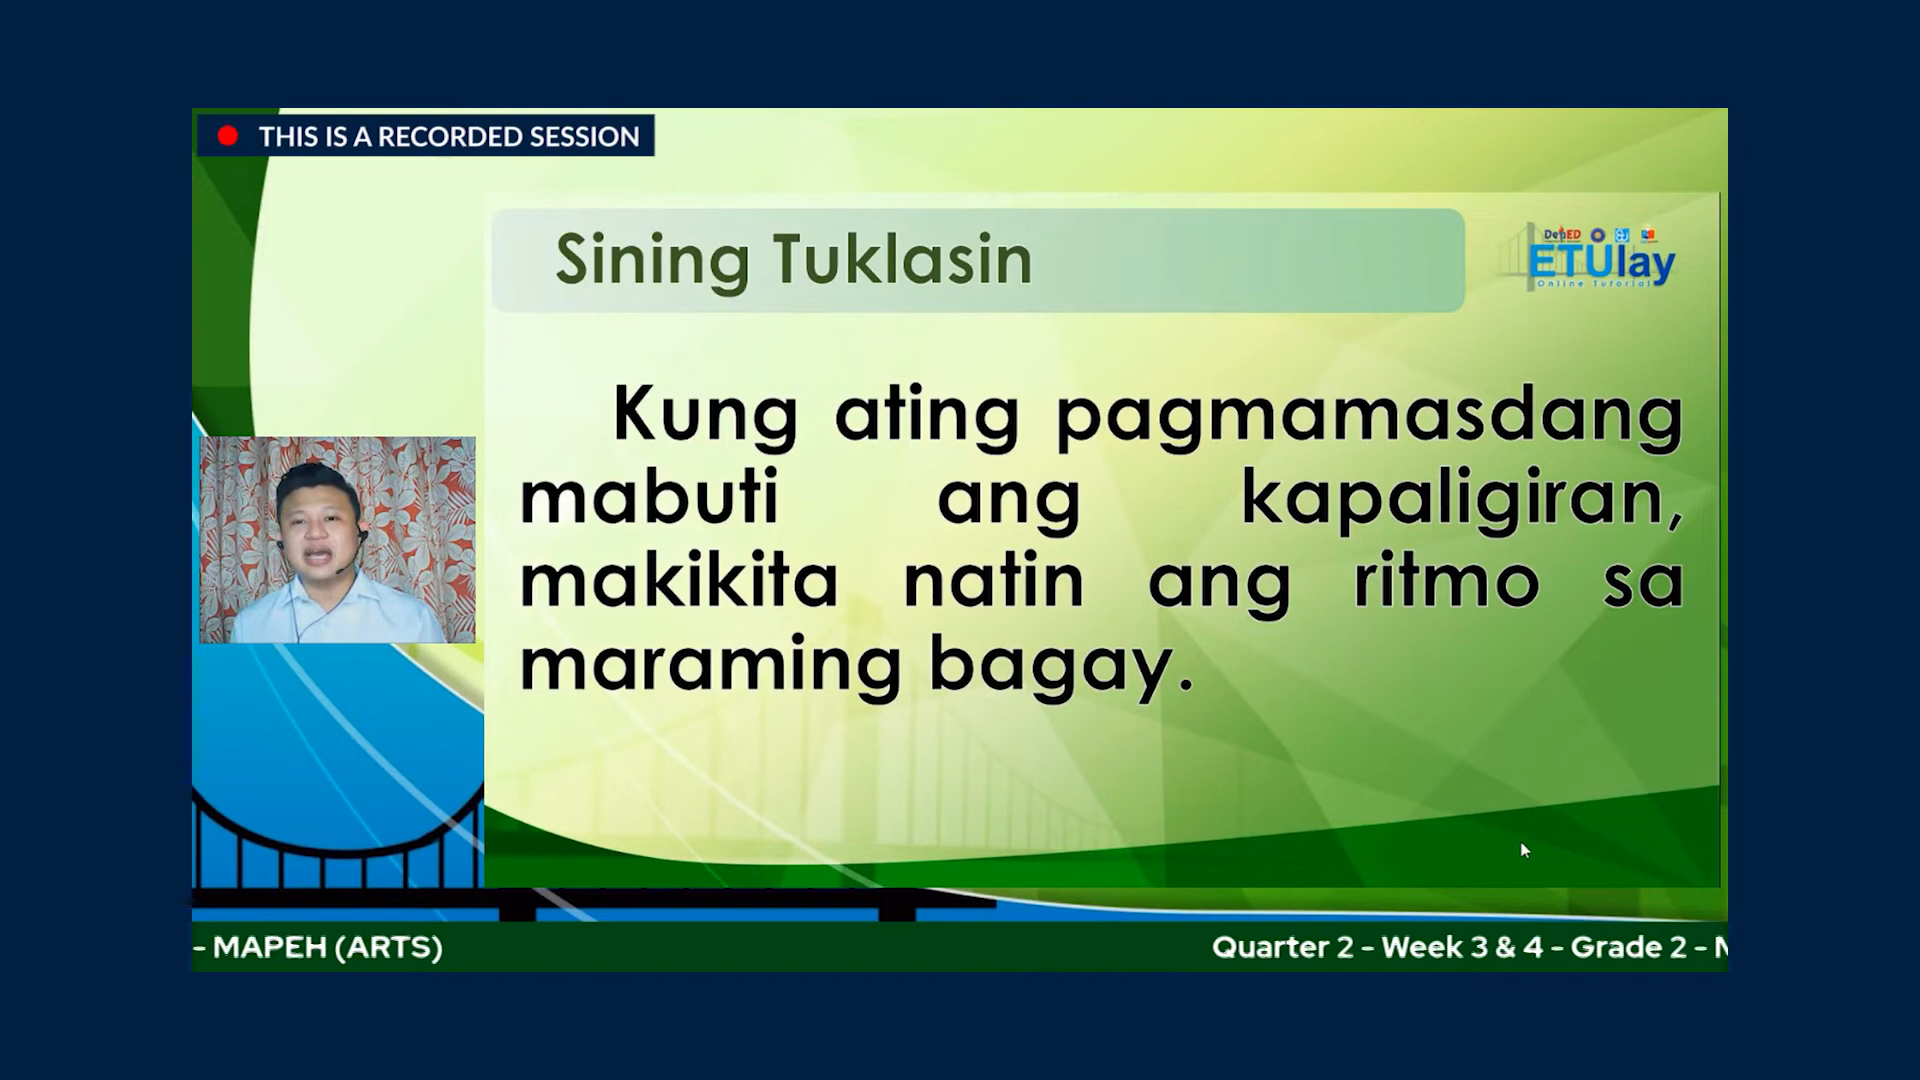 THIS IS A RECORDED SESSION
Sining Tuklasin
DepED
ETUlay
Online Tutorial
Kung ating pagmamasdang
mabuti ang kapaligiran,
makikita natin ang ritmo sa
maraming bagay.
- MAPEH (ARTS)
Quarter 2 - Week 3 & 4 - Grade 2 -